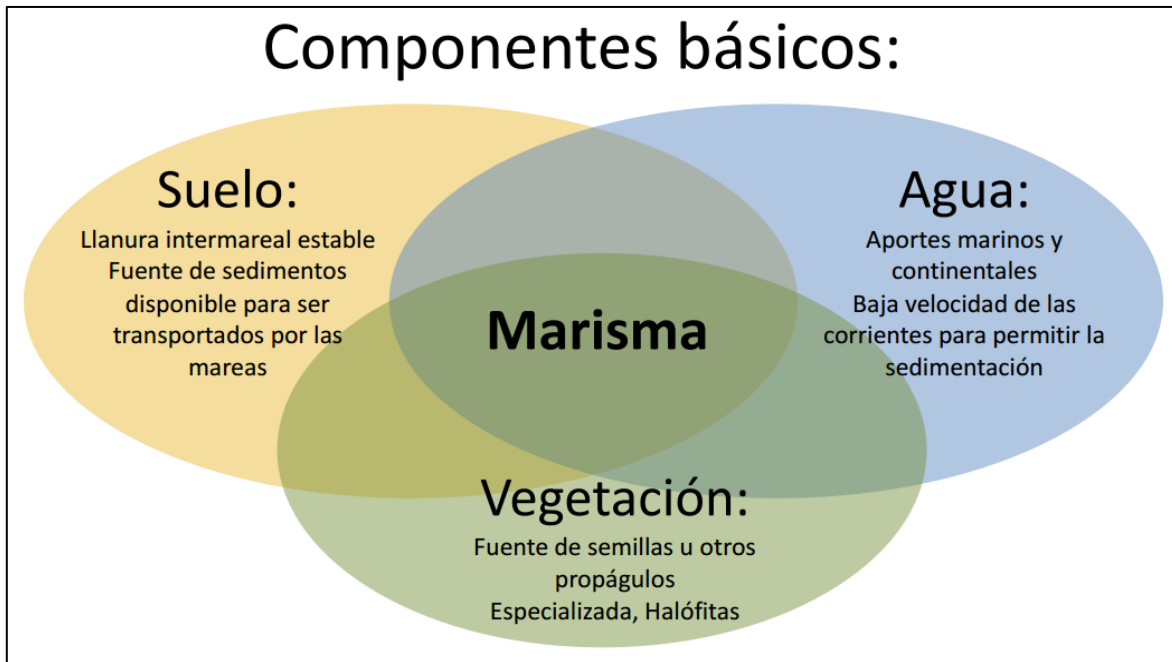 Componentes básicos:
Suelo:
Llanura intermareal estable
Fuente de sedimentos
disponible para ser
transportados por las
mareas
Agua:
Aportes marinos y
continentales
Baja velocidad de las
corrientes para permitir la
sedimentación
Marisma
Vegetación:
Fuente de semillas u otros
propágulos
Especializada, Halófitas